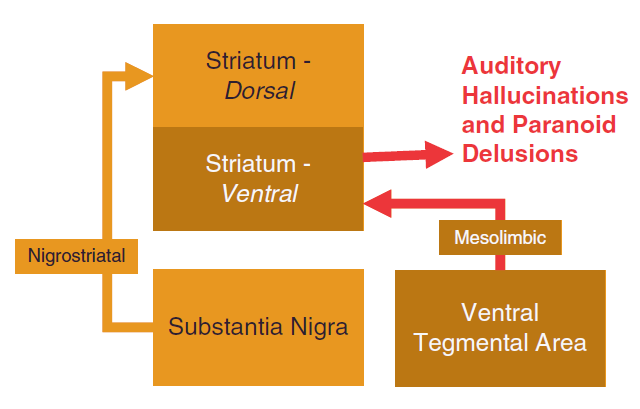 Striatum -
Dorsal
Auditory
Hallucinations
and Paranoid
Delusions
Striatum -
Ventral
Mesolimbic
Nigrostriatal
Substantia Nigra
Ventral
Tegmental Area